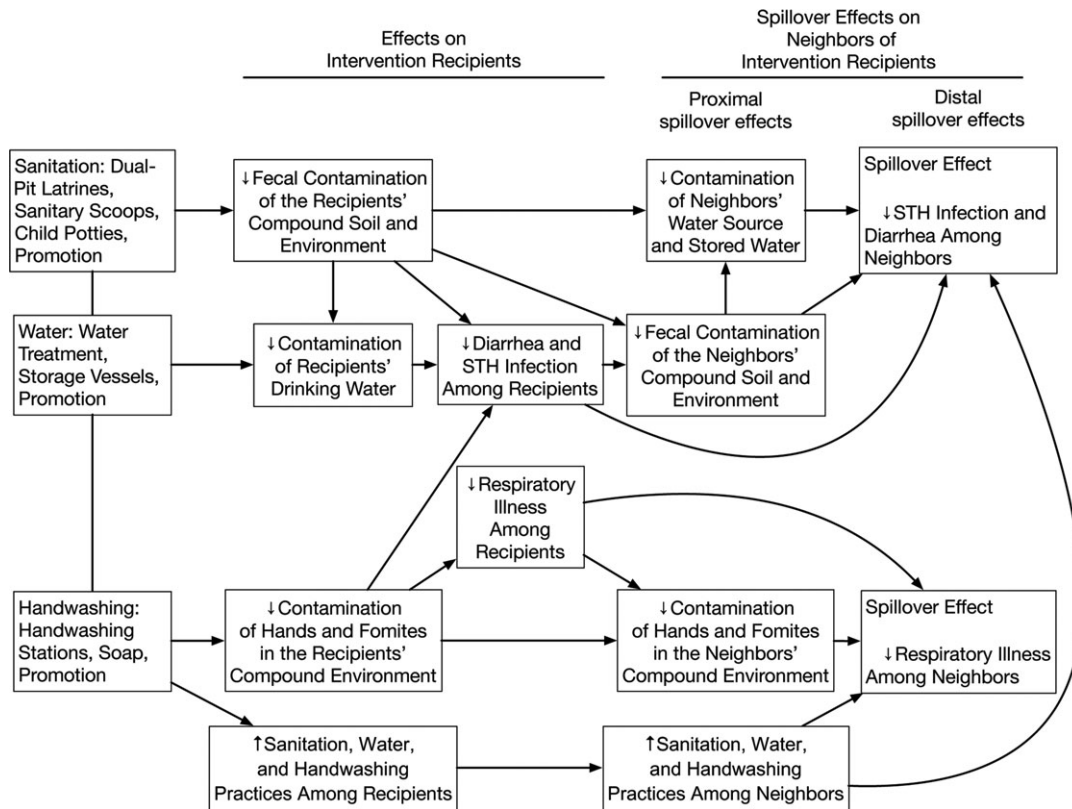 Effects on
Intervention Recipients
Spillover Effects on
Neighbors of
Intervention Recipients
Proximal
spillover effects
Distal
spillover effects
Sanitation: Dual-
Pit Latrines,
Sanitary Scoops,
Child Potties,
Promotion
↓Fecal Contamination
of the Recipients’
Compound Soil and
Environment
↓Contamination
of Neighbors’
Water Source
and Stored Water
Spillover Effect
↓STH Infection and
Diarrhea Among
Neighbors
Water: Water
Treatment,
Storage Vessels,
Promotion
↓Contamination
of Recipients’
Drinking Water
↓Diarrhea and
STH Infection
Among Recipients
↓Fecal Contamination
of the Neighbors’
Compound Soil and
Environment
↓Respiratory
Illness
Among
Recipients
Handwashing:
Handwashing
Stations, Soap,
Promotion
↓Contamination
of Hands and Fomites
in the Recipients’
Compound Environment
↓Contamination
of Hands and Fomites
in the Neighbors’
Compound Environment
Spillover Effect
↓Respiratory Illness
Among Neighbors
↑Sanitation, Water,
and Handwashing
Practices Among Recipients
↑Sanitation, Water,
and Handwashing
Practices Among Neighbors